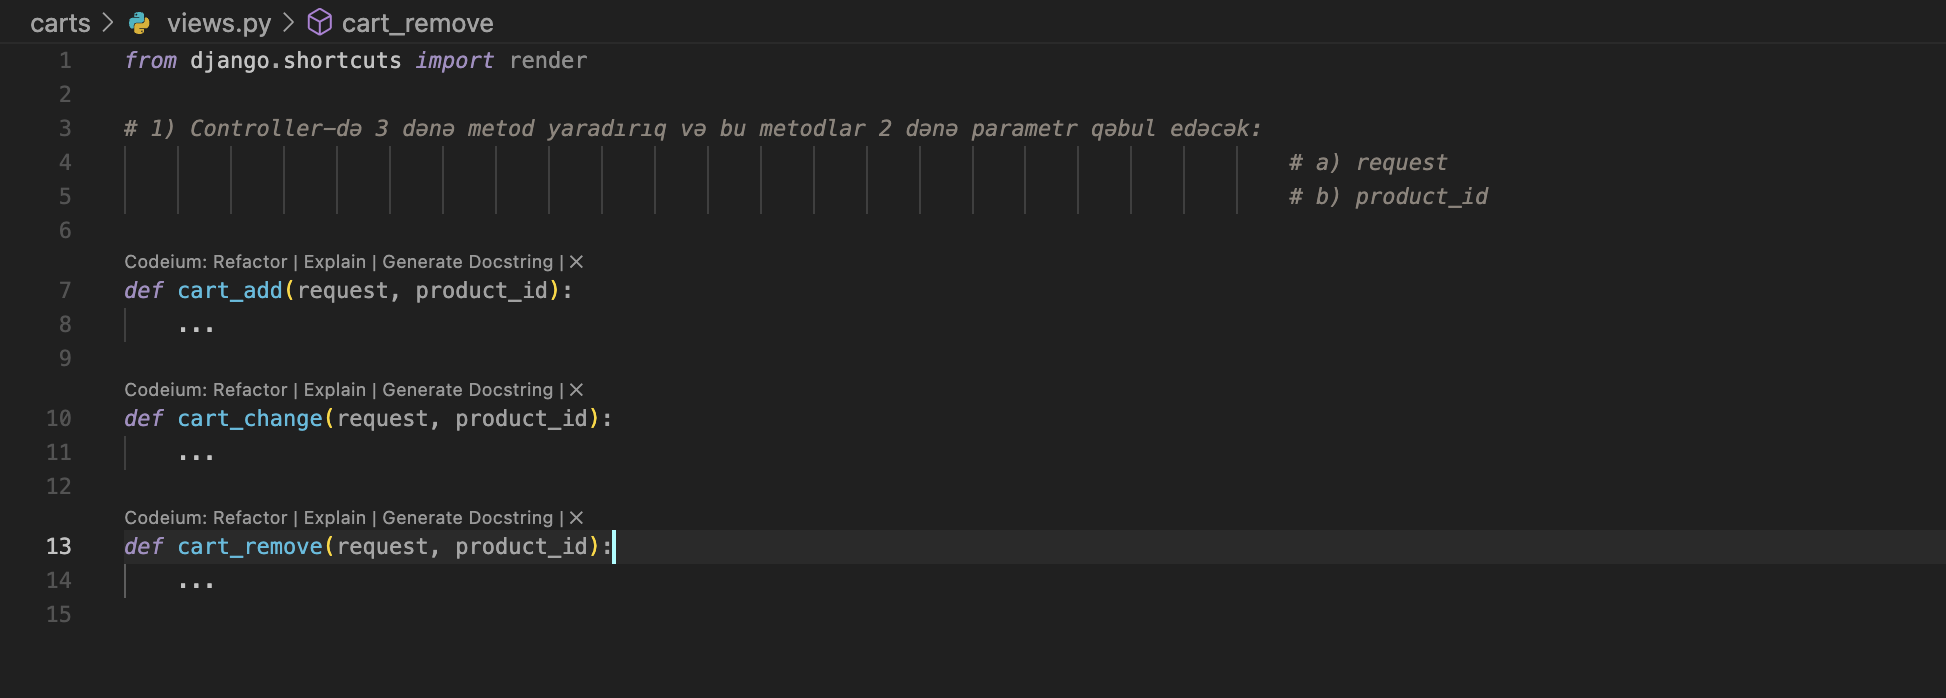 carts > views.py > cart_remove
1 from django.shortcuts import render
2
3 # 1) Controller-də 3 dənə metod yaradırıq və bu metodlar 2 dənə parametr qəbul edəcək:
4 # a) request
5 # b) product_id
6
Codeium: Refactor | Explain | Generate Docstring | ×
7 def cart_add(request, product_id):
8 ...
9
Codeium: Refactor | Explain | Generate Docstring | ×
10 def cart_change(request, product_id):
11 ...
12
Codeium: Refactor | Explain | Generate Docstring | ×
13 def cart_remove(request, product_id):
14 ...
15